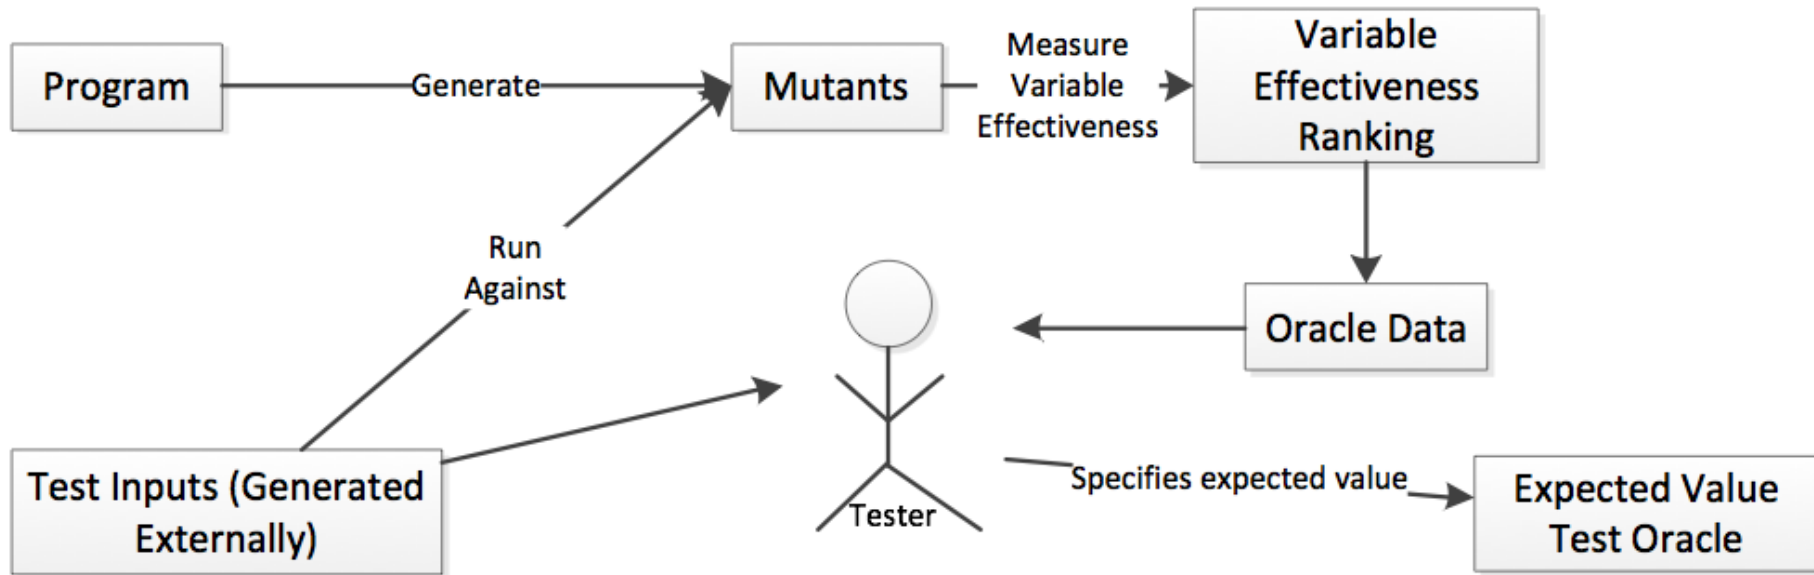 Program
Generate
Mutants
Measure
Variable
Effectiveness
Variable
Effectiveness
Ranking
Run
Against
Oracle Data
Test Inputs (Generated
Externally)
Tester
Specifies expected value
Expected Value
Test Oracle